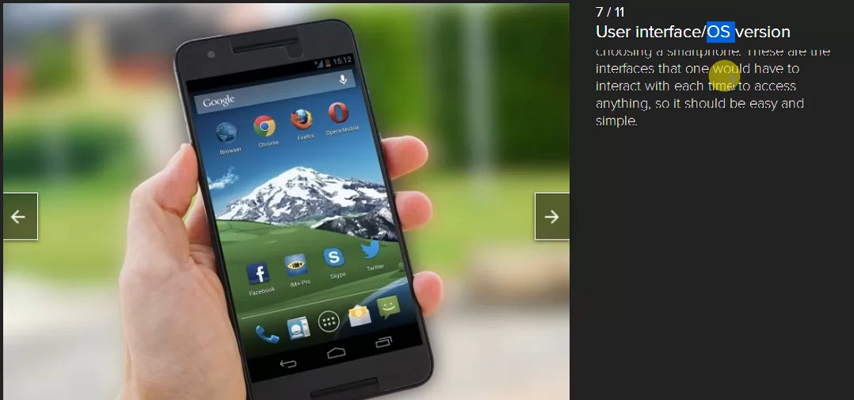 7 / 11
User interface/OS version
choosing a smartphone. These are the
interfaces that one would have to
interact with each time to access
anything, so it should be easy and
simple.
15:12
Google
Browser
Chrome
Firefox
Opera Mobile
Facebook
IM+ Pro
Skype
Twitter